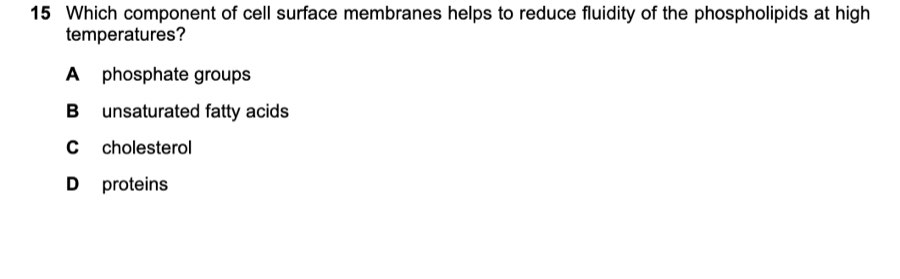 15 Which component of cell surface membranes helps to reduce fluidity of the phospholipids at high
temperatures?
A phosphate groups
B unsaturated fatty acids
C cholesterol
D proteins